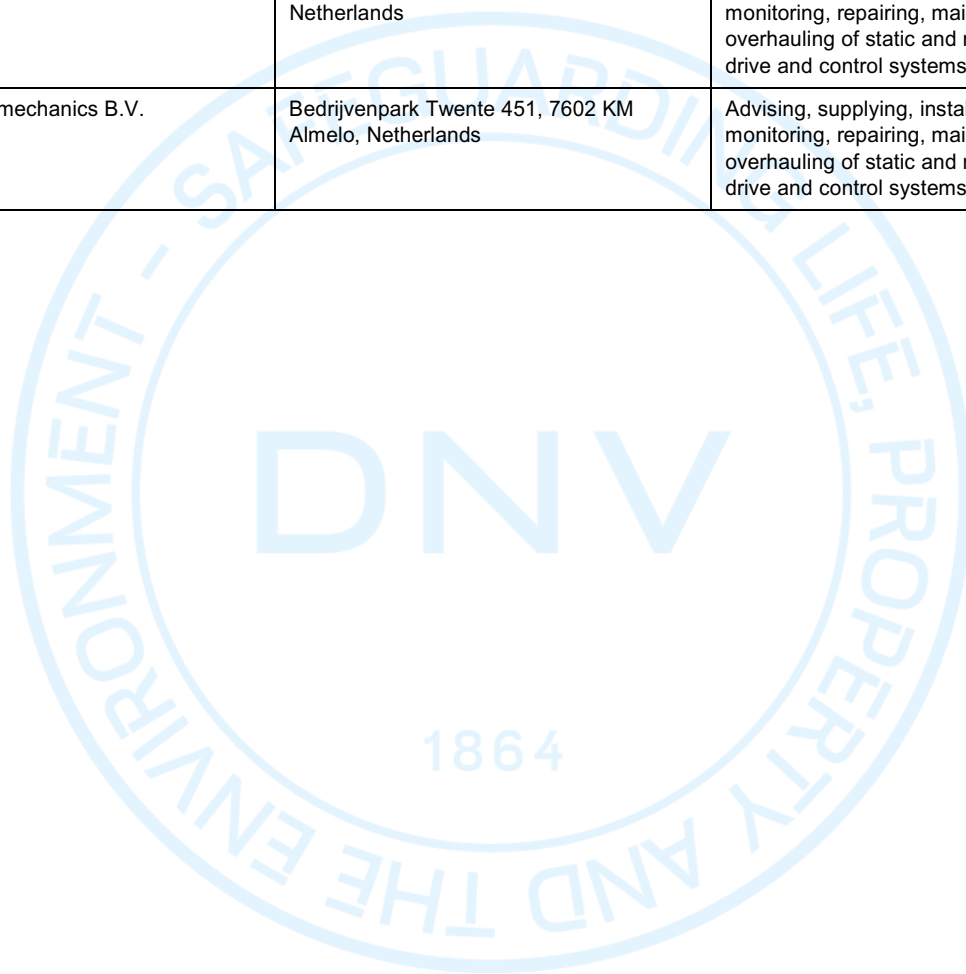 Netherlands
monitoring, repairing, mai
overhauling of static and r
drive and control systems
mechanics B.V.
Bedrijvenpark Twente 451, 7602 KM
Almelo, Netherlands
Advising, supplying, instal
monitoring, repairing, mai
overhauling of static and r
drive and control systems
SAFEGUARDING LIFE, PROPERTY AND THE ENVIRONMENT -
DNV
1864